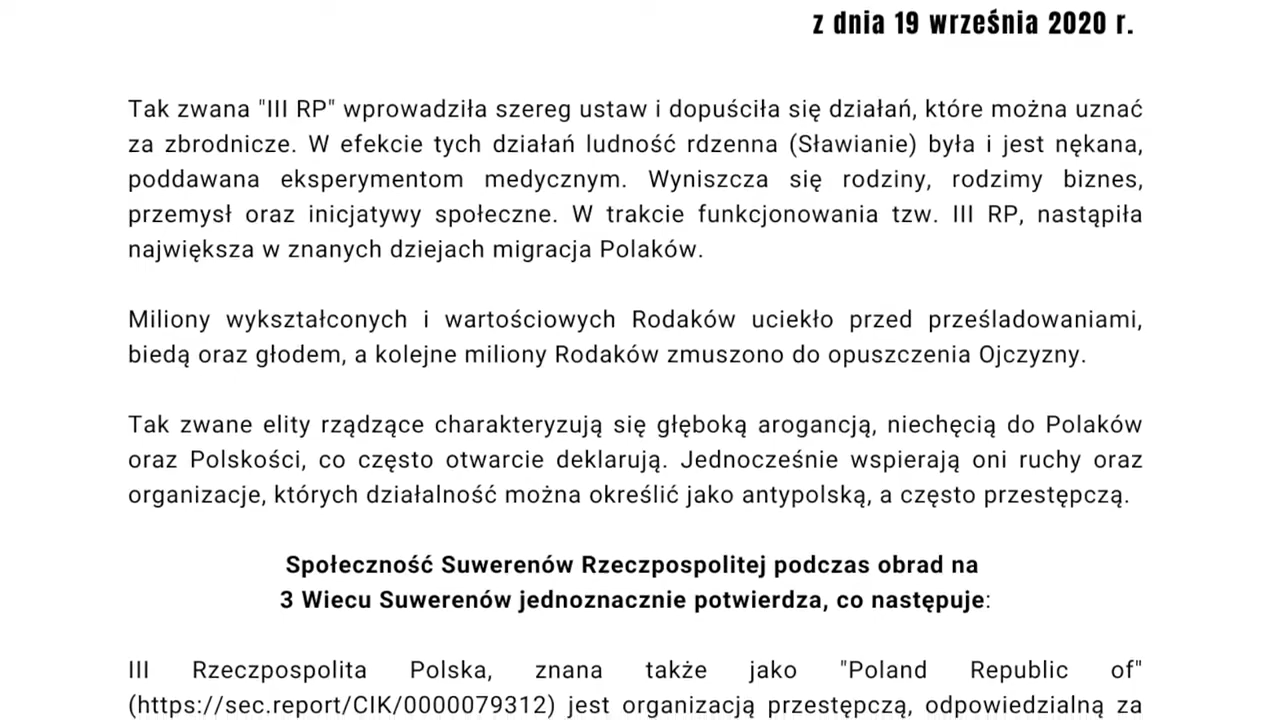 z dnia 19 września 2020 r.
Tak zwana "III RP" wprowadziła szereg ustaw i dopuściła się działań, które można uznać
za zbrodnicze. W efekcie tych działań ludność rdzenna (Sławianie) była i jest nękana,
poddawana eksperymentom medycznym. Wyniszcza się rodziny, rodzimy biznes,
przemysł oraz inicjatywy społeczne. W trakcie funkcjonowania tzw. III RP, nastąpiła
największa w znanych dziejach migracja Polaków.
Miliony wykształconych i wartościowych Rodaków uciekło przed prześladowaniami,
biedą oraz głodem, a kolejne miliony Rodaków zmuszono do opuszczenia Ojczyzny.
Tak zwane elity rządzące charakteryzują się głęboką arogancją, niechęcią do Polaków
oraz Polskości, co często otwarcie deklarują. Jednocześnie wspierają oni ruchy oraz
organizacje, których działalność można określić jako antypolską, a często przestępczą.
Społeczność Suwerenów Rzeczpospolitej podczas obrad na
3 Wiecu Suwerenów jednoznacznie potwierdza, co następuje:
III Rzeczpospolita Polska, znana także jako "Poland Republic of"
(https://sec.report/CIK/0000079312) jest organizacją przestępczą, odpowiedzialną za